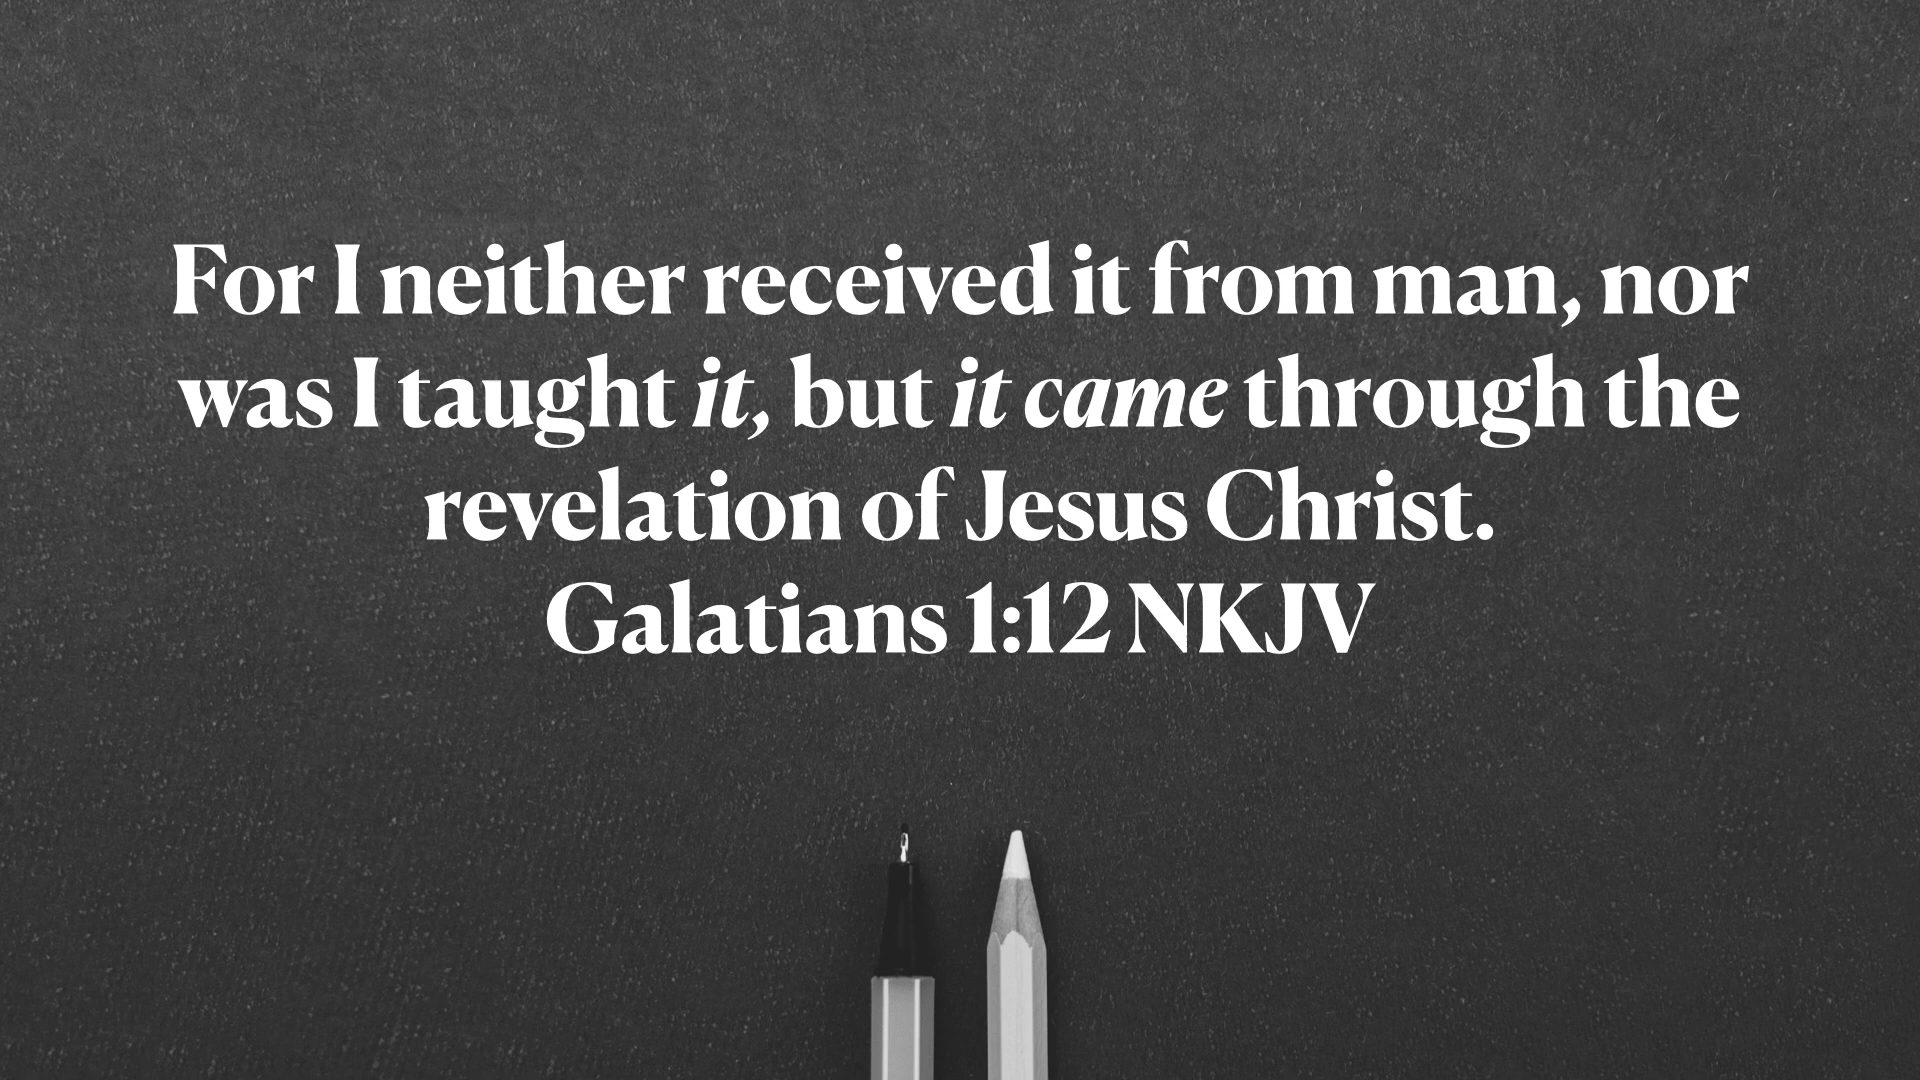 For I neither received it from man, nor
was I taught it, but it came through the
revelation of Jesus Christ.
Galatians 1:12 NKJV